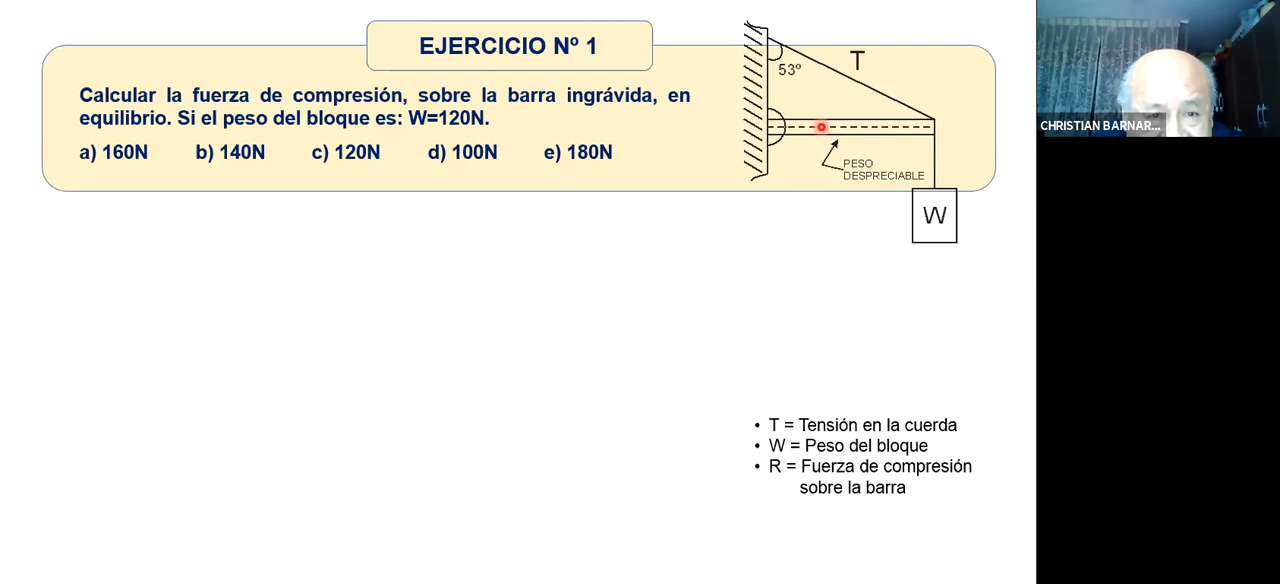 EJERCICIO Nº 1
Calcular la fuerza de compresión, sobre la barra ingrávida, en
equilibrio. Si el peso del bloque es: W=120N.
a) 160N b) 140N c) 120N d) 100N e) 180N
T
53º
PESO
DESPRECIABLE
W
• T = Tensión en la cuerda
• W = Peso del bloque
• R = Fuerza de compresión
sobre la barra
CHRISTIAN BARNAR...